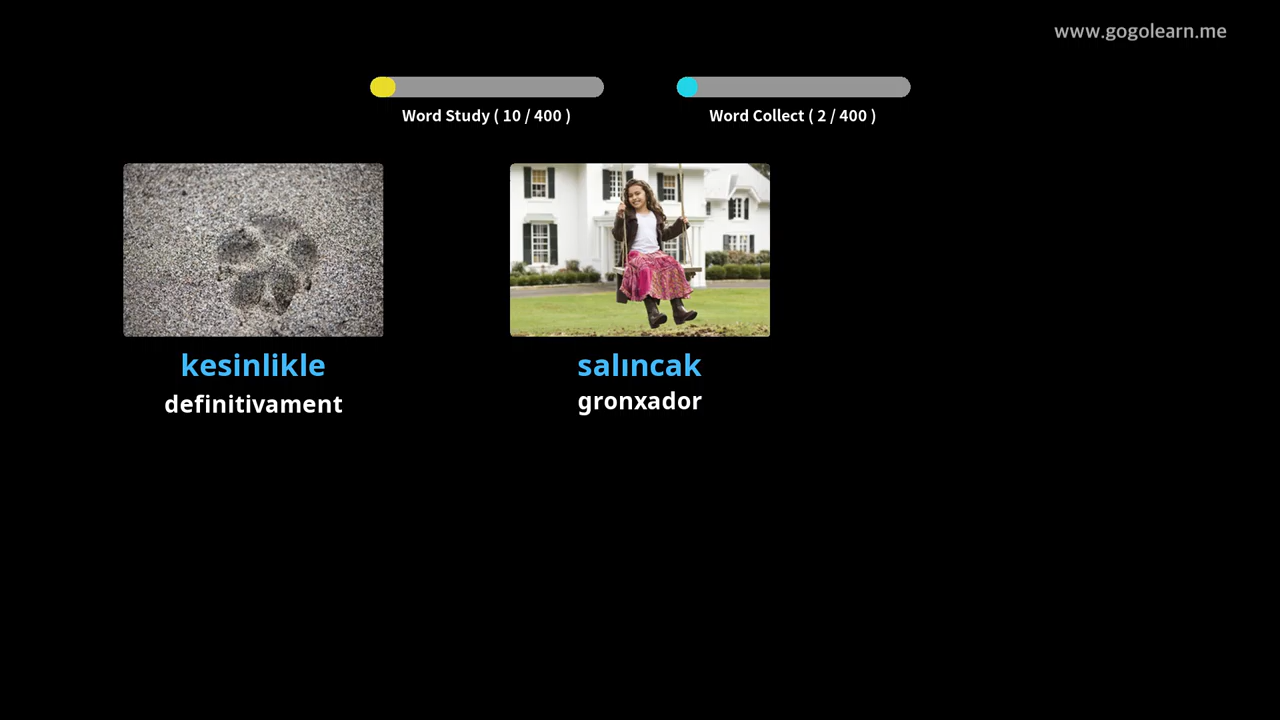 www.gogolearn.me
Word Study ( 10 / 400 )
Word Collect ( 2 / 400 )
kesinlikle
definitivament
salıncak
gronxador